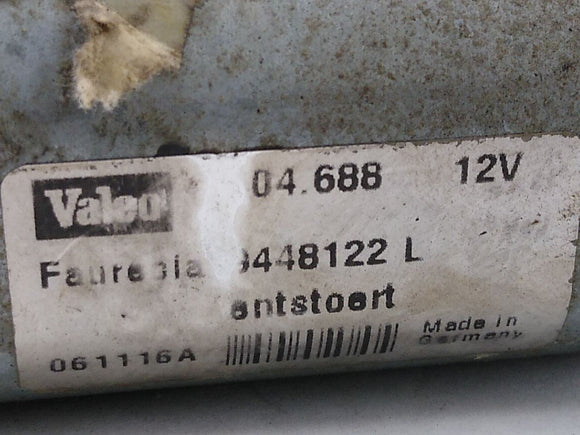 Valeo 04.688 12V
Faurecia 9448122 L
entstoert
061116A Made in
Germany